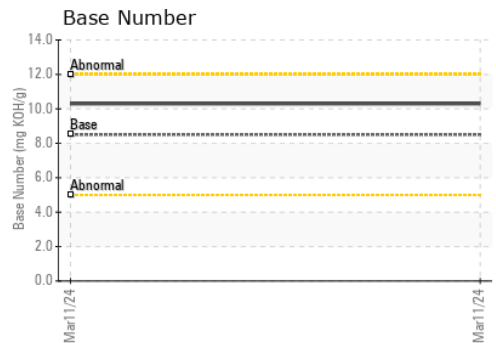 Base Number
14.0
Abnormal
12.0
10.0
Base
8.0
6.0
Abnormal
4.0
2.0
0.0
Base Number (mg KOH/g)
Mar11/24
Mar11/24